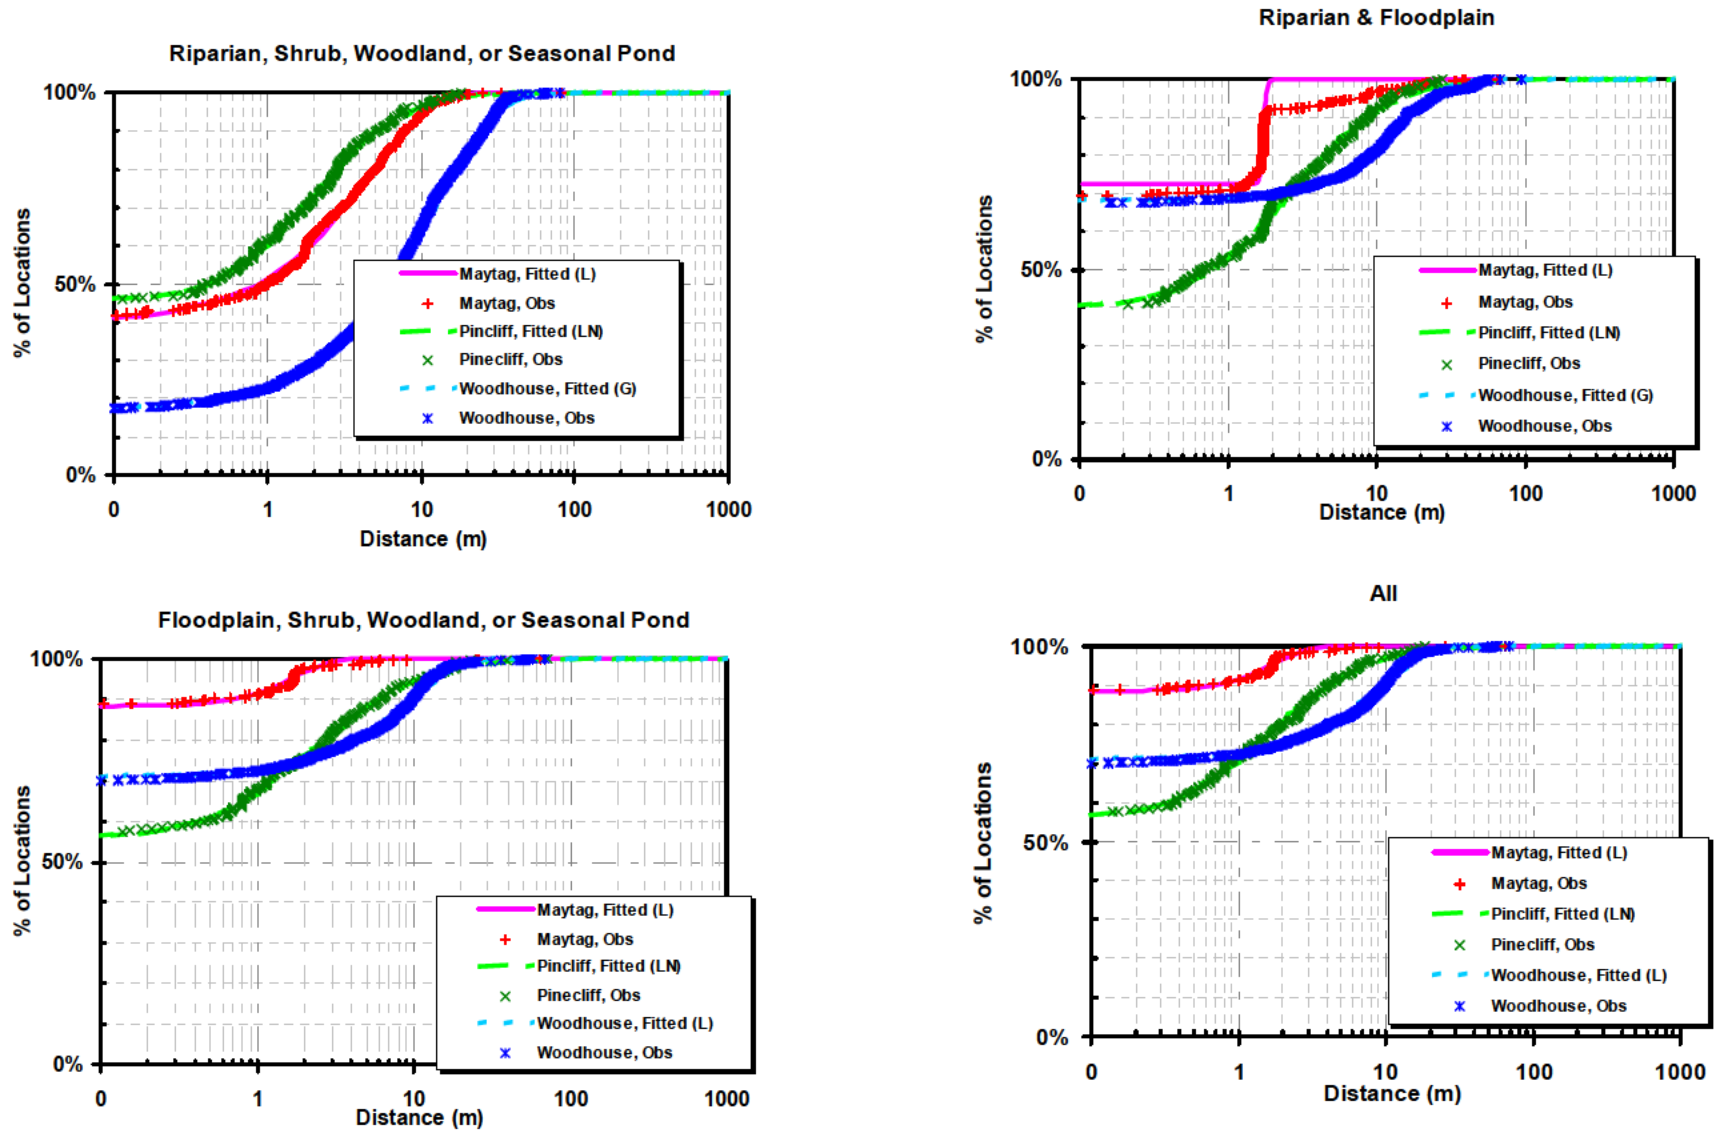 Riparian, Shrub, Woodland, or Seasonal Pond
100%
50%
0%
% of Locations
0 1 10 100 1000
Distance (m)
Maytag, Fitted (L)
Maytag, Obs
Pincliff, Fitted (LN)
Pinecliff, Obs
Woodhouse, Fitted (G)
Woodhouse, Obs
Riparian & Floodplain
100%
50%
0%
% of Locations
0 1 10 100 1000
Distance (m)
Maytag, Fitted (L)
Maytag, Obs
Pincliff, Fitted (LN)
Pinecliff, Obs
Woodhouse, Fitted (G)
Woodhouse, Obs
Floodplain, Shrub, Woodland, or Seasonal Pond
100%
50%
0%
% of Locations
0 1 10 100 1000
Distance (m)
Maytag, Fitted (L)
Maytag, Obs
Pincliff, Fitted (LN)
Pinecliff, Obs
Woodhouse, Fitted (L)
Woodhouse, Obs
All
100%
50%
0%
% of Locations
0 1 10 100 1000
Distance (m)
Maytag, Fitted (L)
Maytag, Obs
Pincliff, Fitted (LN)
Pinecliff, Obs
Woodhouse, Fitted (L)
Woodhouse, Obs